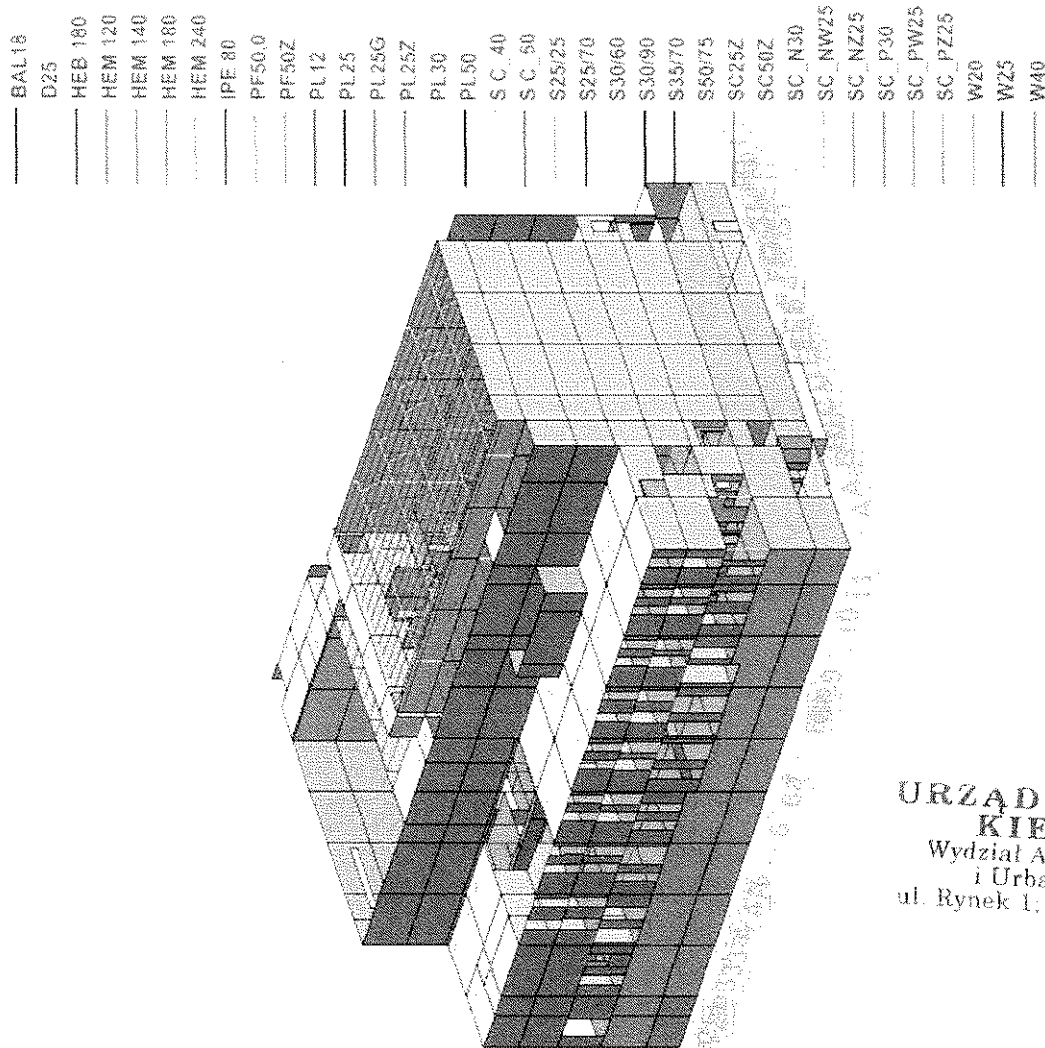 BAL18
D25
HEB 180
HEM 120
HEM 140
HEM 180
HEM 240
IPE 80
PF50.0
PF50Z
PL12
PL25
PL25G
PL25Z
PL30
PL50
S C_40
S C_50
S25/25
S25/70
S30/60
S30/90
S35/70
S50/75
SC25Z
SC50Z
SC_N30
SC_NW25
SC_NZ25
SC_P30
SC_PW25
SC_PZ25
W20
W25
W40
URZĄD
KIE
Wydział A
i Urba
ul. Rynek 1;